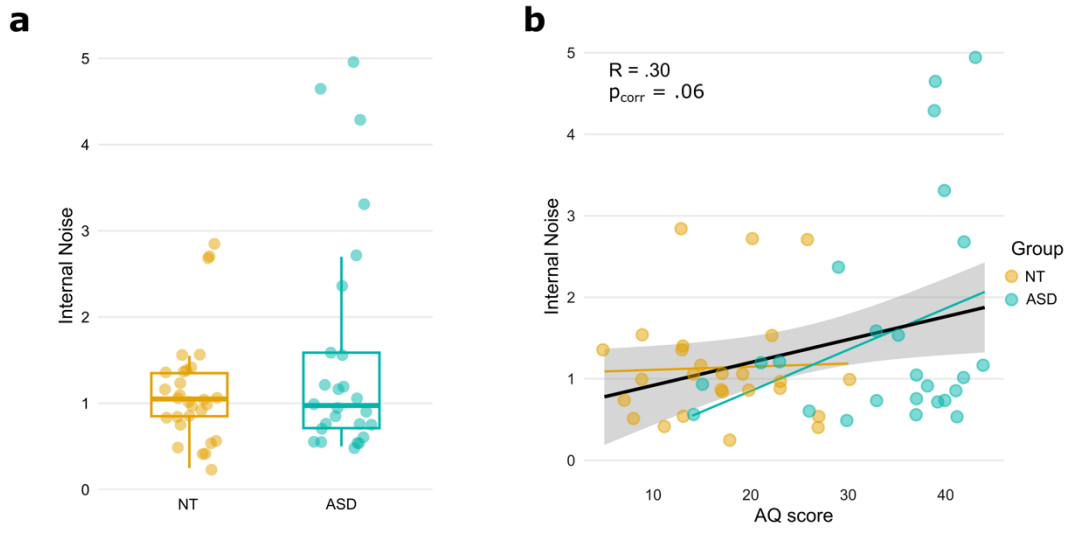 a
5
4
3
2
1
0
Internal Noise
NT
ASD
b
R = .30
pcorr = .06
5
4
3
2
1
0
Internal Noise
10
20
30
40
AQ score
Group
NT
ASD